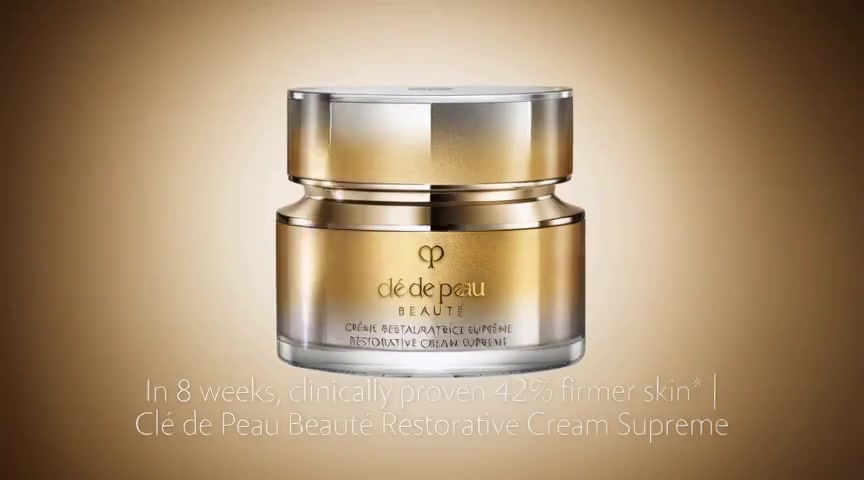 clé de peau
BEAUTÉ
CRÈME RESTAURATRICE SUPRÊME
RESTORATIVE CREAM SUPREME
In 8 weeks, clinically proven 42% firmer skin* |
Clé de Peau Beauté Restorative Cream Supreme